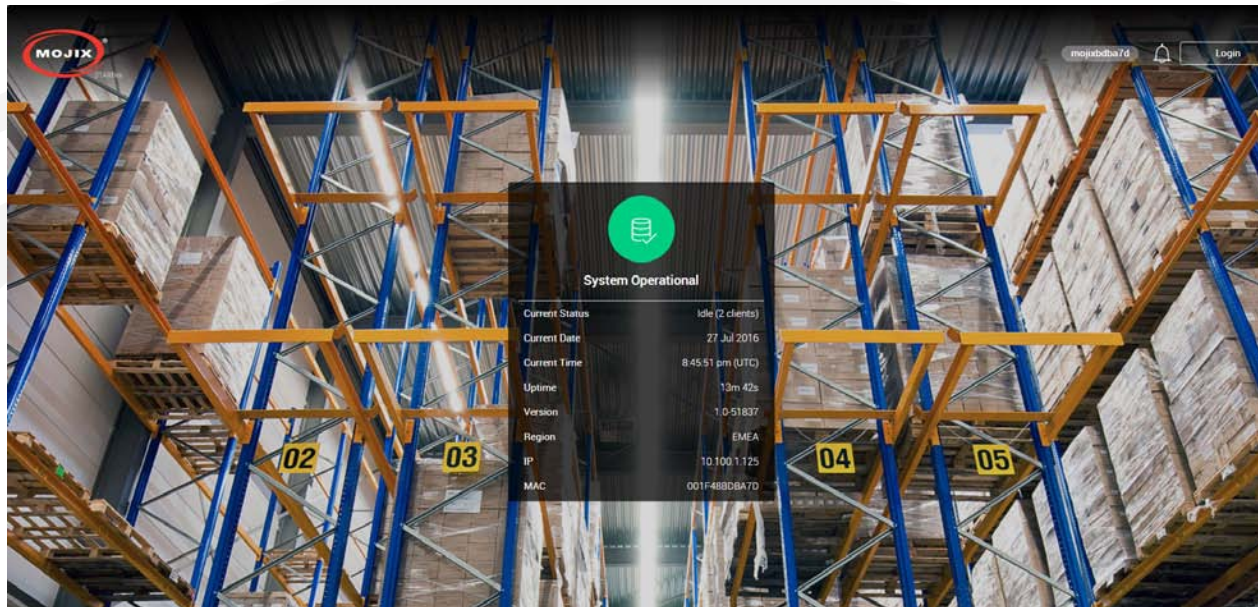 MOJIX
mojixbdba7d
Login
System Operational
Current Status Idle (2 clients)
Current Date 27 Jul 2016
Current Time 8:45:51 pm (UTC)
Uptime 13m 42s
Version 1.0-51837
Region EMEA
IP 10.100.1.125
MAC 001F48BDBA7D
02
03
04
05